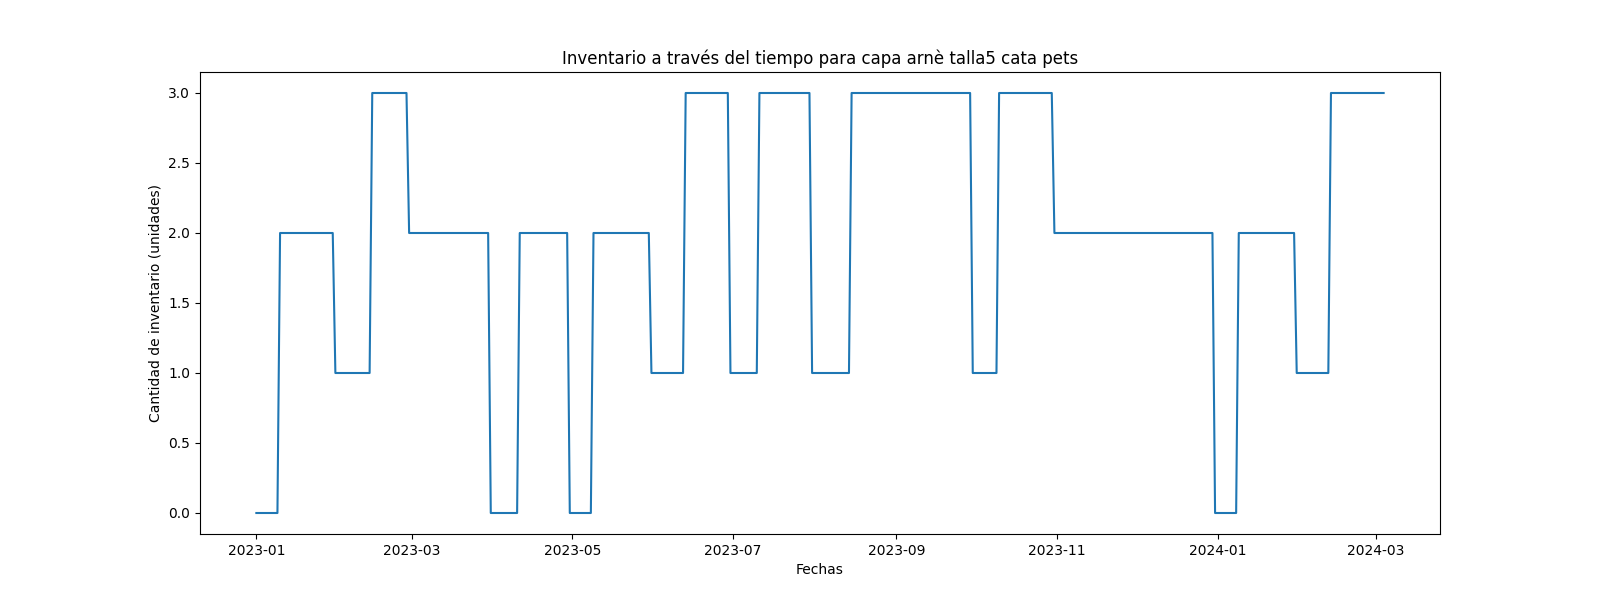 Inventario a través del tiempo para capa arnè talla5 cata pets
Cantidad de inventario (unidades)
3.0
2.5
2.0
1.5
1.0
0.5
0.0
2023-01 2023-03 2023-05 2023-07 2023-09 2023-11 2024-01 2024-03
Fechas